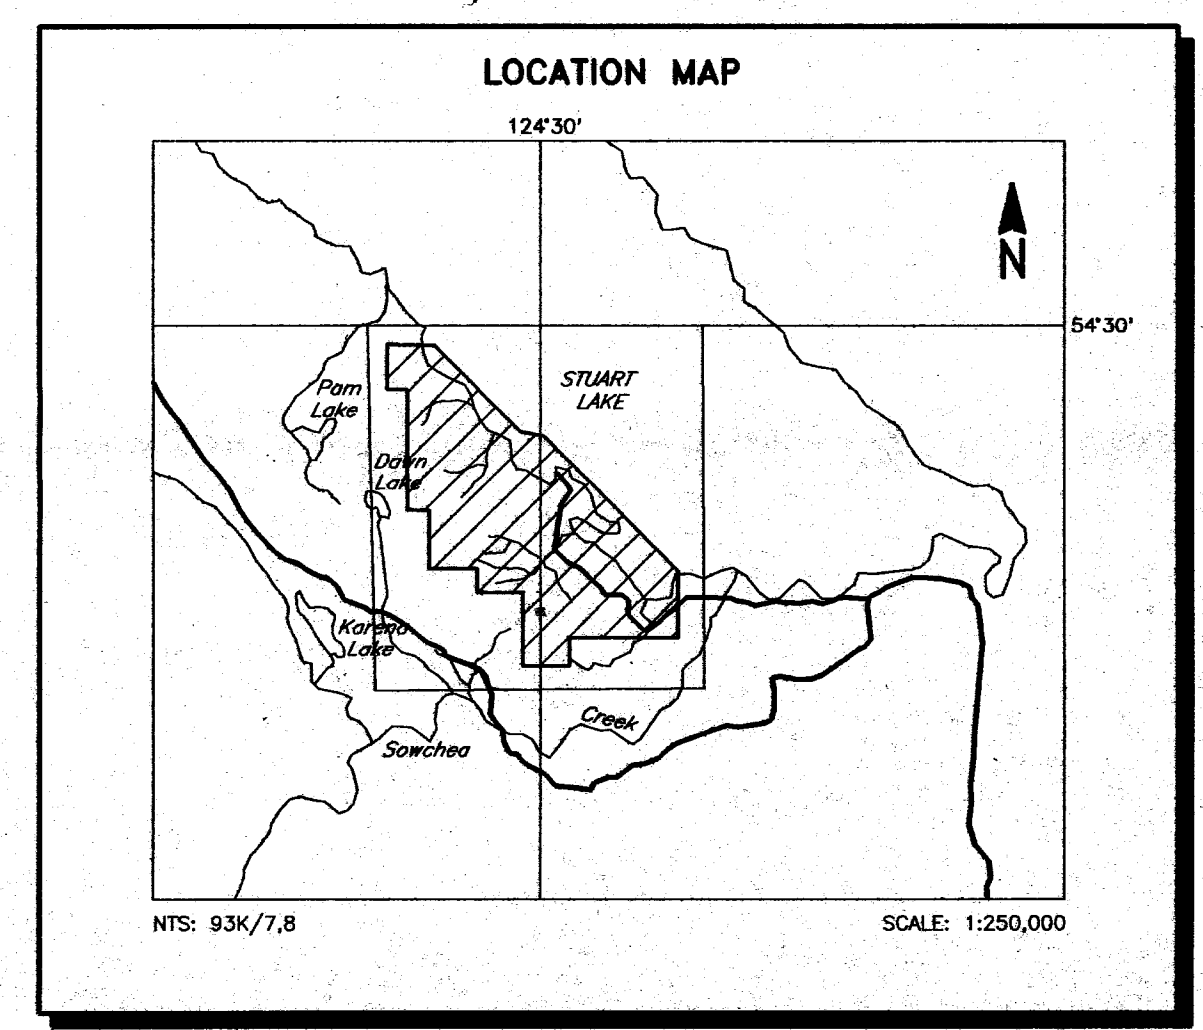 LOCATION MAP
124°30'
N
54°30'
STUART
LAKE
Pam
Lake
Dawn
Lake
Karena
Lake
Creek
Sowchea
NTS: 93K/7,8
SCALE: 1:250,000